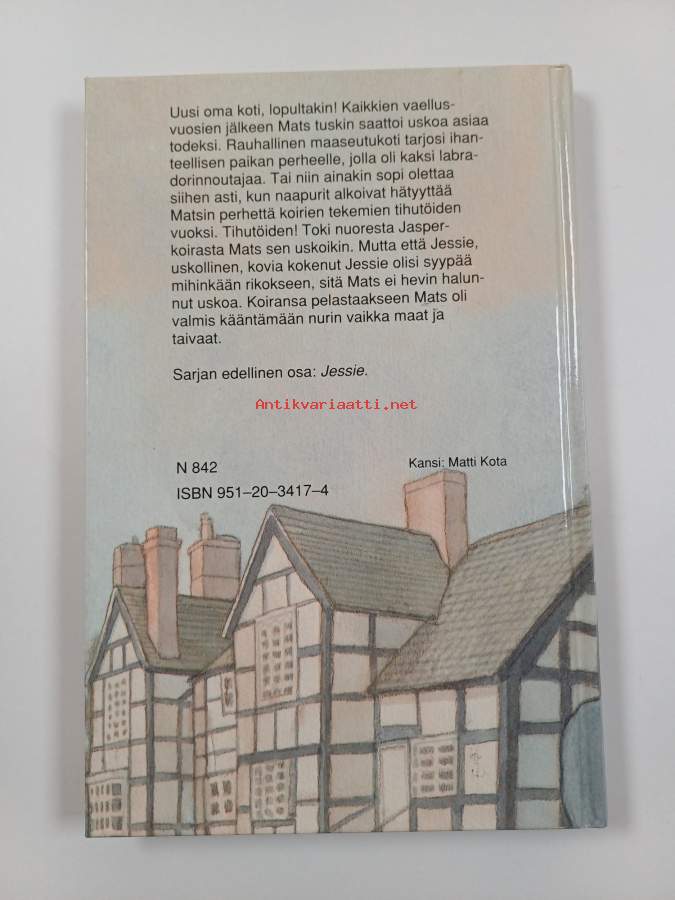 Uusi oma koti, lopultakin! Kaikkien vaellus-
vuosien jälkeen Mats tuskin saattoi uskoa asiaa
todeksi. Rauhallinen maaseutukoti tarjosi ihan-
teellisen paikan perheelle, jolla oli kaksi labra-
dorinnoutajaa. Tai niin ainakin sopi olettaa
siihen asti, kun naapurit alkoivat hätyyttää
Matsin perhettä koirien tekemien tihutöiden
vuoksi. Tihutöiden! Toki nuoresta Jasper-
koirasta Mats sen uskoikin. Mutta että Jessie,
uskollinen, kovia kokenut Jessie olisi syypää
mihinkään rikokseen, sitä Mats ei hevin halun-
nut uskoa. Koiransa pelastaakseen Mats oli
valmis kääntämään nurin vaikka maat ja
taivaat.
Sarjan edellinen osa: Jessie.
Antikvariaatti.net
N 842
Kansi: Matti Kota
ISBN 951–20–3417–4